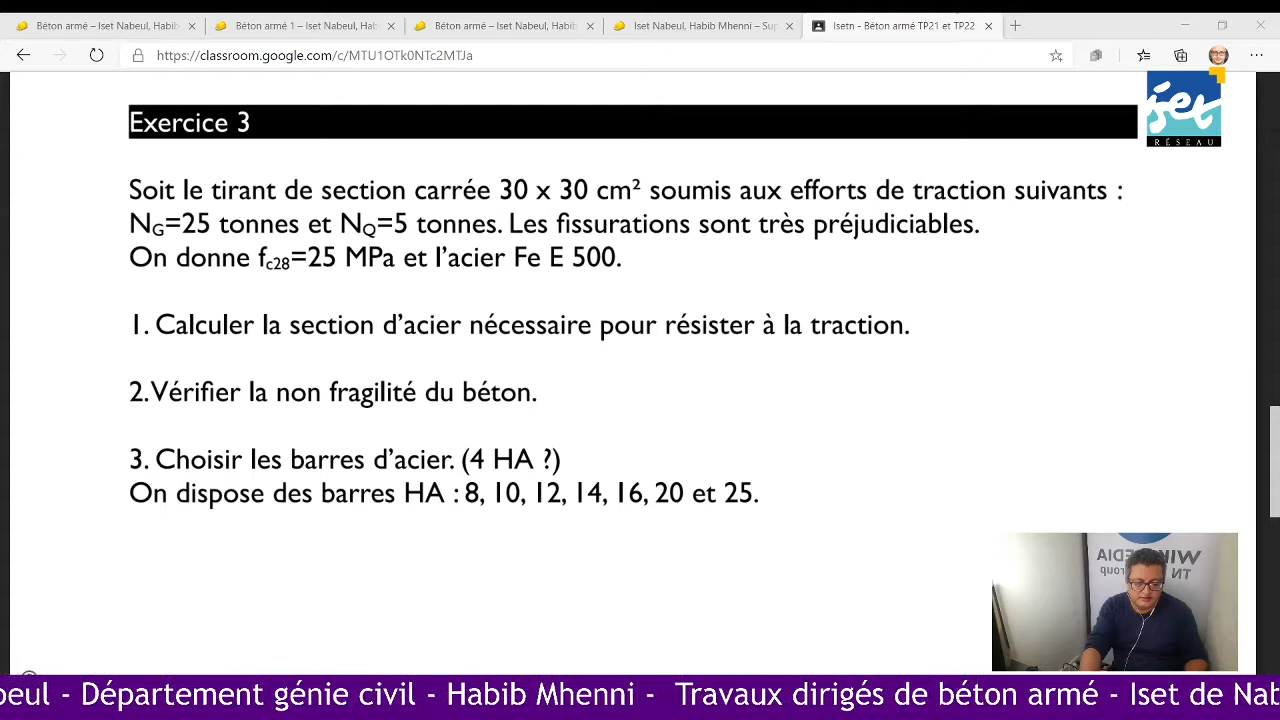 Béton armé – Iset Nabeul, Habib
Béton armé 1 – Iset Nabeul, Hab
Béton armé – Iset Nabeul, Habib
Iset Nabeul, Habib Mhenni – Sup
Isetn - Béton armé TP21 et TP22
https://classroom.google.com/c/MTU1OTk0NTc2MTJa
Exercice 3
iset
RÉSEAU
Soit le tirant de section carrée 30 x 30 cm² soumis aux efforts de traction suivants :
NG=25 tonnes et NQ=5 tonnes. Les fissurations sont très préjudiciables.
On donne fc28=25 MPa et l’acier Fe E 500.
1. Calculer la section d’acier nécessaire pour résister à la traction.
2. Vérifier la non fragilité du béton.
3. Choisir les barres d’acier. (4 HA ?)
On dispose des barres HA : 8, 10, 12, 14, 16, 20 et 25.
beul - Département génie civil - Habib Mhenni - Travaux dirigés de béton armé - Iset de Nab